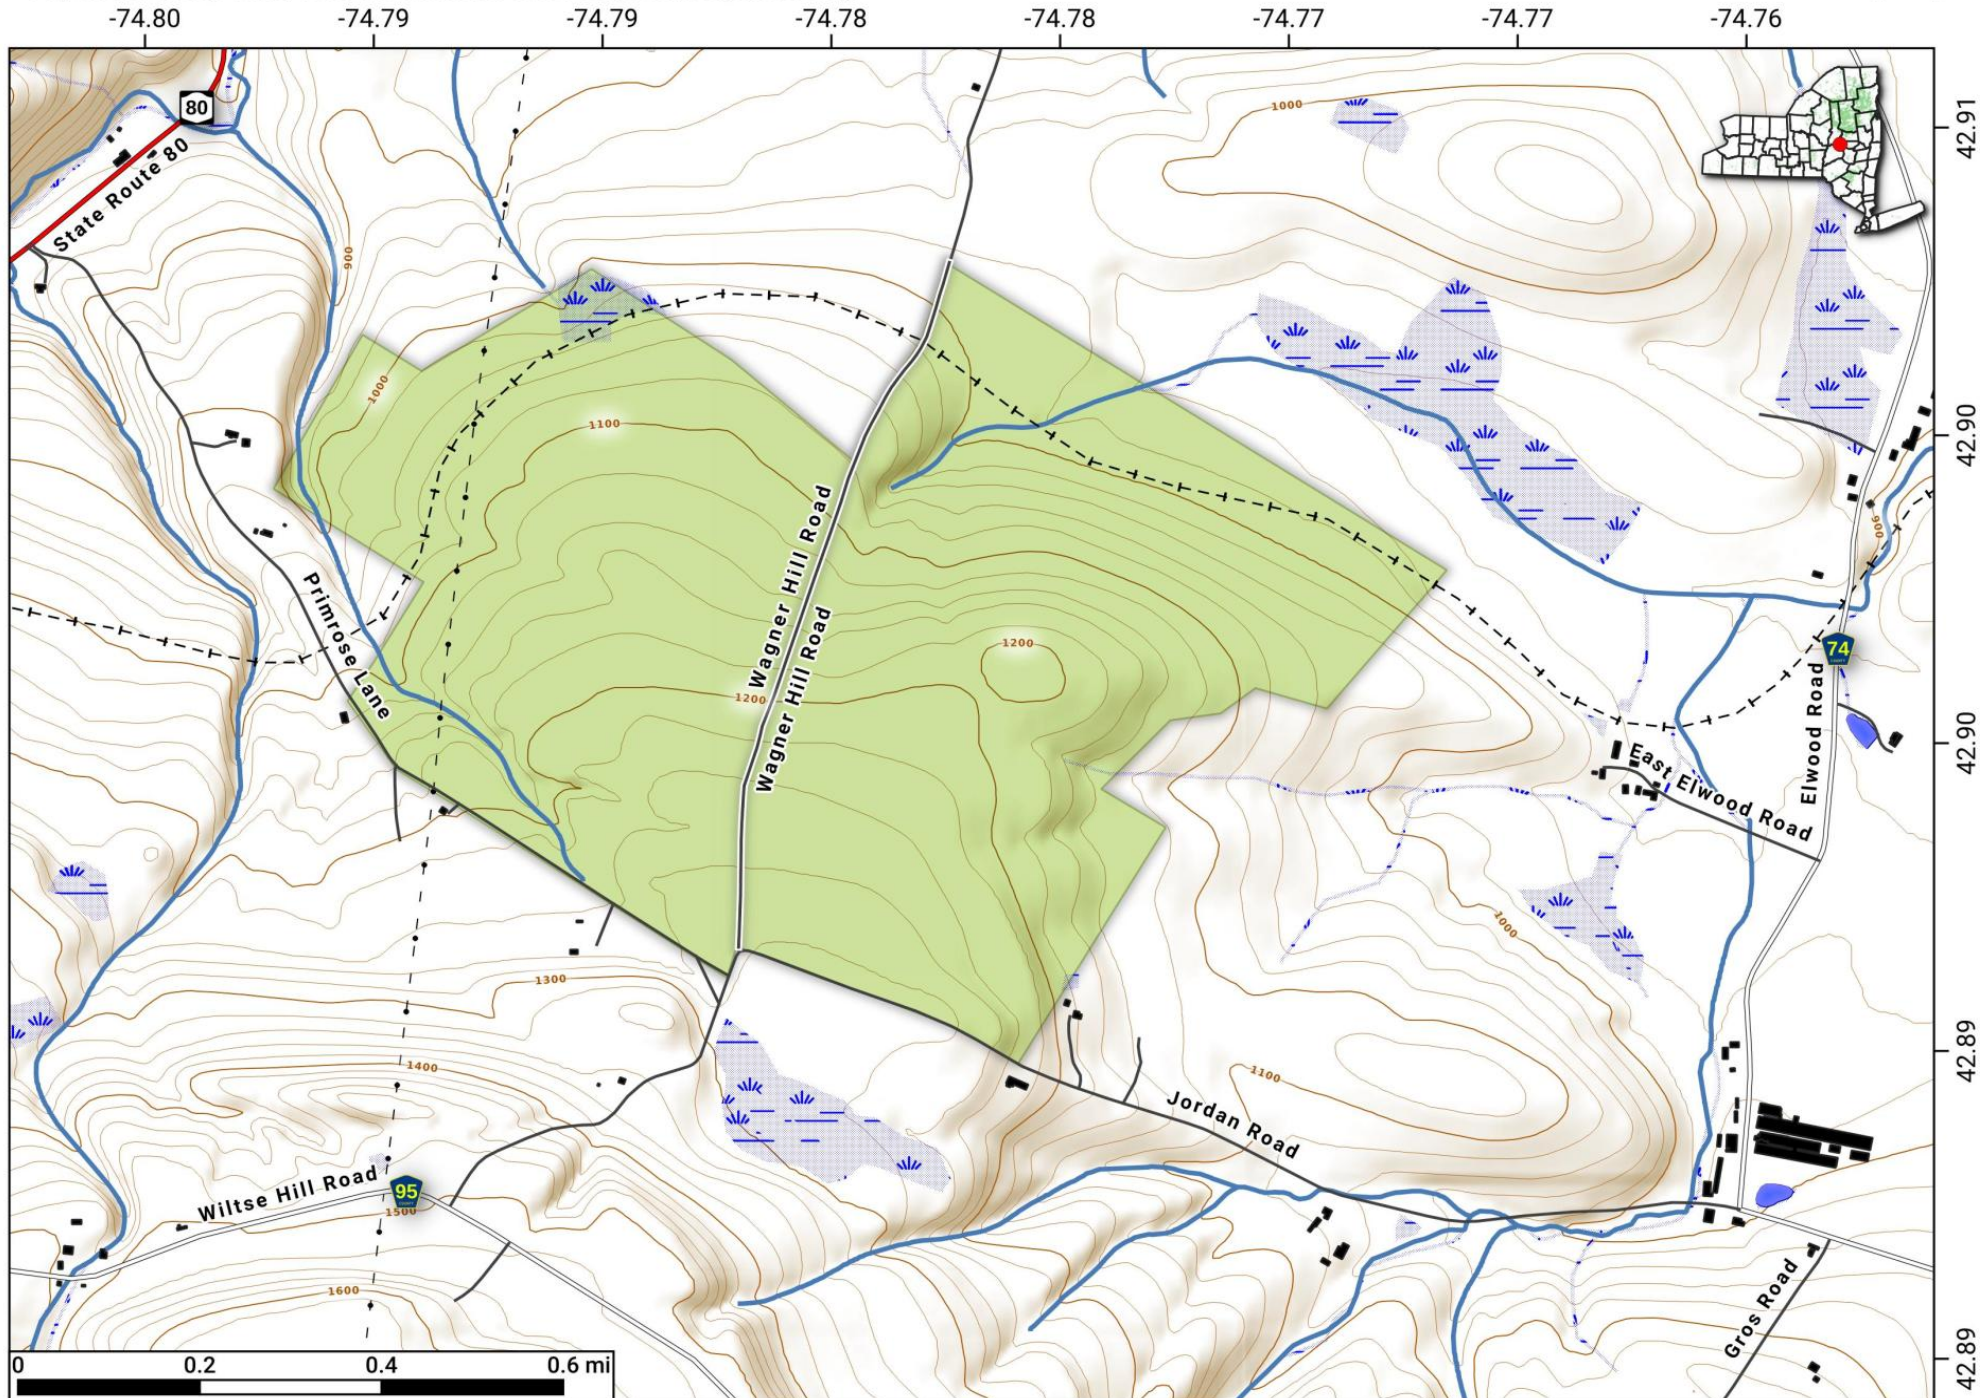 -74.80 -74.79 -74.79 -74.78 -74.78 -74.77 -74.77 -74.76
1000
80
42.91
State Route 80
900
1000
1100
42.90
Wagner Hill Road
900
Primrose Lane
Wagner Hill Road
1200
74
COUNTY
1200
Elwood Road
42.90
East Elwood Road
1000
1300
42.89
1400
1100
Jordan Road
Wiltse Hill Road
95
COUNTY
1500
1600
Gros Road
42.89
0 0.2 0.4 0.6 mi